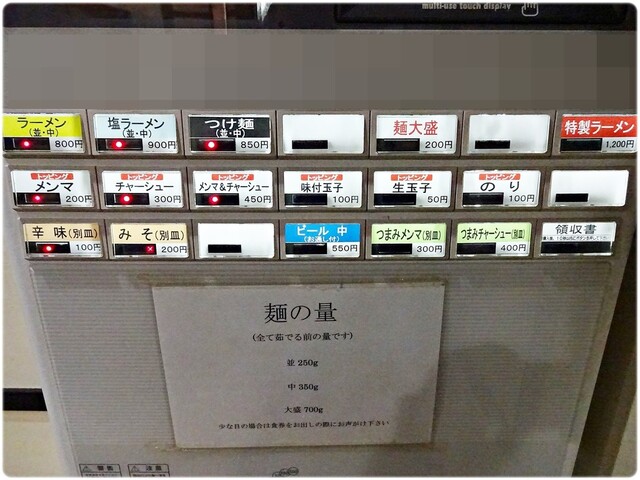 multi-use touch display
ラーメン
(並・中)
800円
塩ラーメン
(並・中)
900円
つけ麺
(並・中)
850円
麺大盛
200円
特製ラーメン
1,200円
トッピング
メンマ
200円
トッピング
チャーシュー
300円
トッピング
メンマ&チャーシュー
450円
トッピング
味付玉子
100円
トッピング
生玉子
50円
トッピング
のり
100円
辛味(別皿)
100円
みそ(別皿)
200円
ビール 中
(お通し付)
550円
つまみメンマ(別皿)
300円
つまみチャーシュー(別皿)
400円
領収書
麺の量
(全て茹でる前の量です)
並 250g
中 350g
大盛 700g
少な目の場合は食券をお出しの際にお声がけ下さい
警告
注意